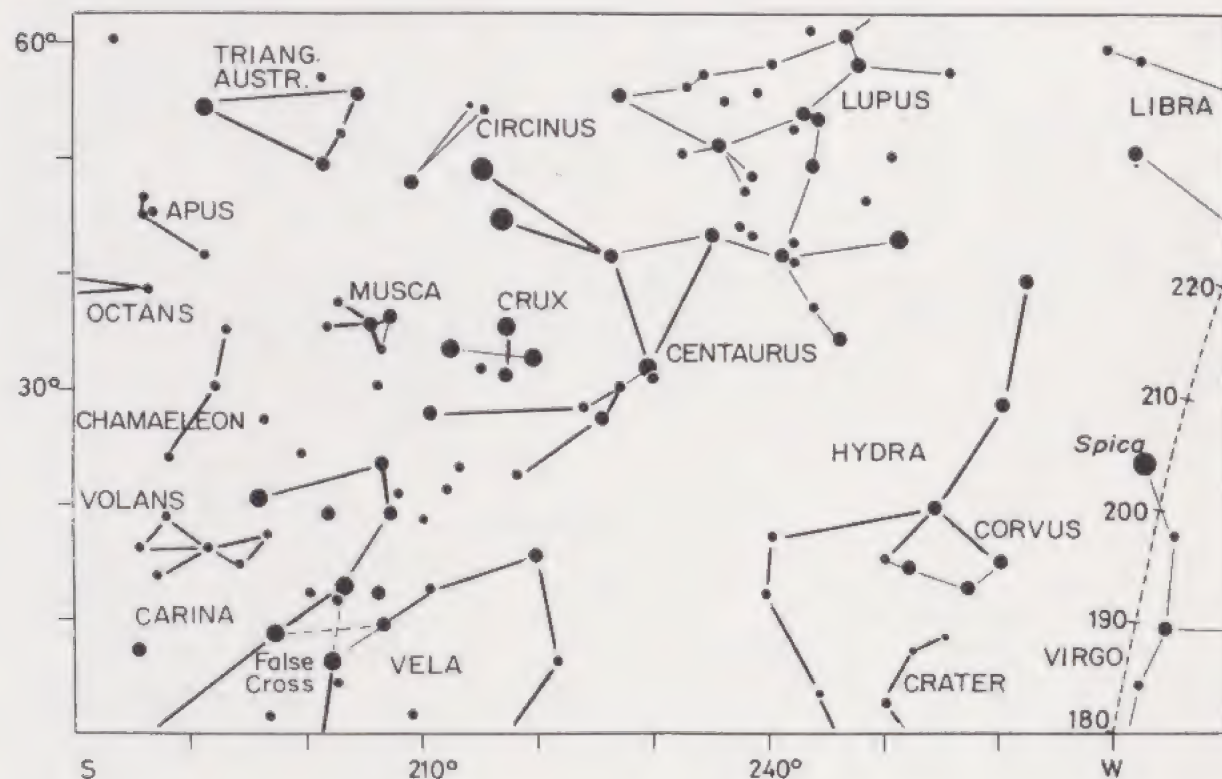 60°
TRIANG.
AUSTR.
CIRCINUS
LUPUS
LIBRA
APUS
OCTANS
MUSCA
CRUX
220
CENTAURUS
30°
210
CHAMAELEON
HYDRA
Spica
VOLANS
200
CORVUS
CARINA
190
False
Cross
VELA
VIRGO
CRATER
180
S
210°
240°
W